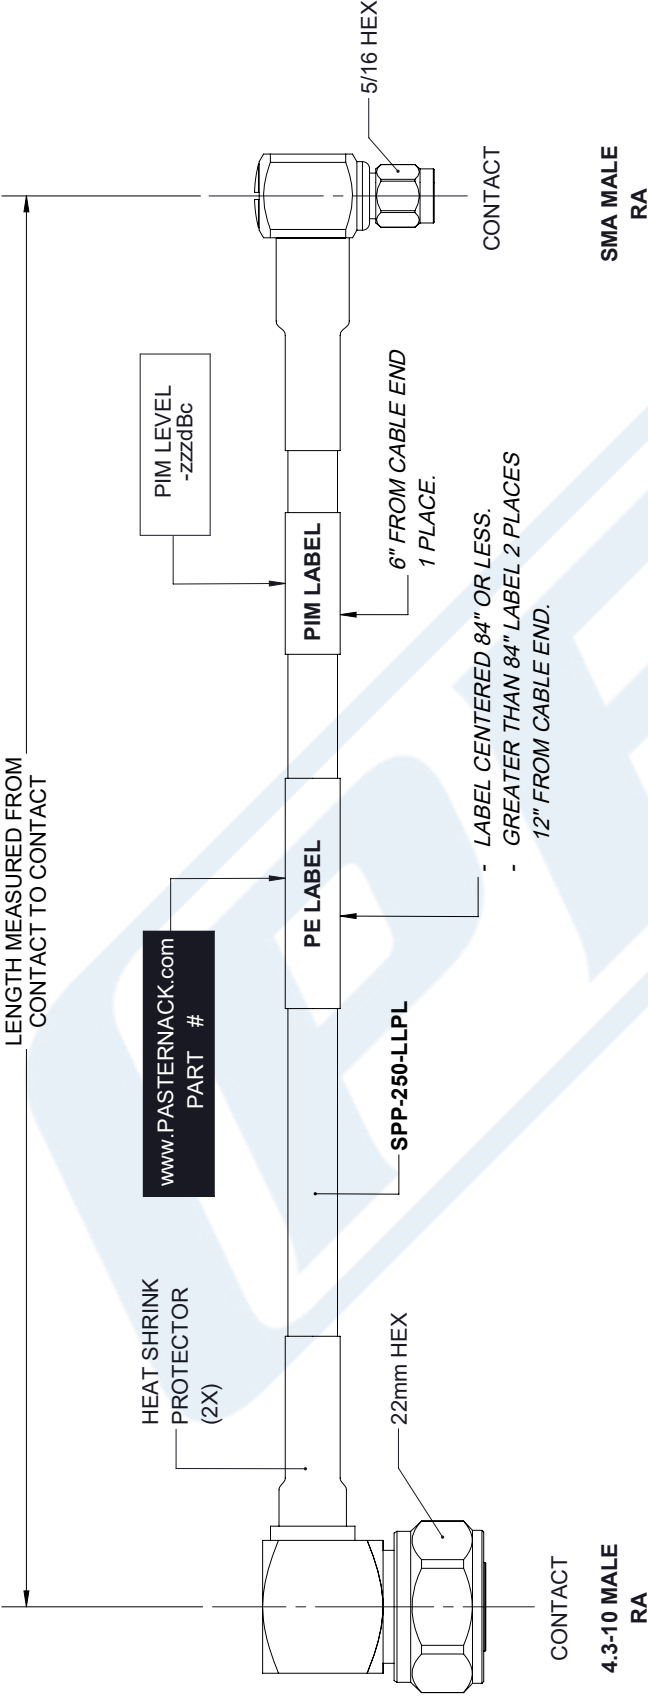 LENGTH MEASURED FROM
CONTACT TO CONTACT
HEAT SHRINK
PROTECTOR
(2X)
www.PASTERNACK.com
PART #
PIM LEVEL
-zzzdBc
PE LABEL
PIM LABEL
5/16 HEX
22mm HEX
SPP-250-LLPL
6" FROM CABLE END
1 PLACE.
- LABEL CENTERED 84" OR LESS.
- GREATER THAN 84" LABEL 2 PLACES
12" FROM CABLE END.
CONTACT
4.3-10 MALE
RA
CONTACT
SMA MALE
RA